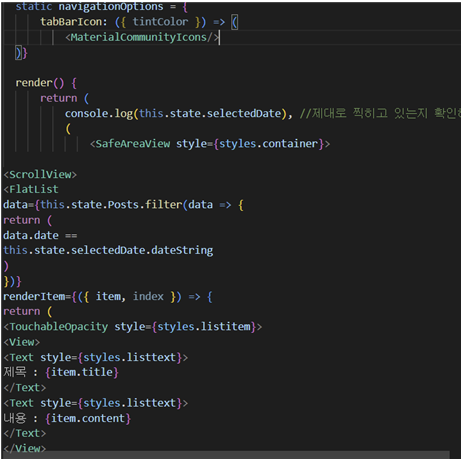 static navigationOptions = {
tabBarIcon: ({ tintColor }) => (
<MaterialCommunityIcons/>
)}
render() {
return (
console.log(this.state.selectedDate), //제대로 찍히고 있는지
(
<SafeAreaView style={styles.container}>
<ScrollView>
<FlatList
data={this.state.Posts.filter(data => {
return (
data.date ==
this.state.selectedDate.dateString
)
})}
renderItem={({ item, index }) => {
return (
<TouchableOpacity style={styles.listitem}>
<View>
<Text style={styles.listtext}>
제목 : {item.title}
</Text>
<Text style={styles.listtext}>
내용 : {item.content}
</Text>
</View>